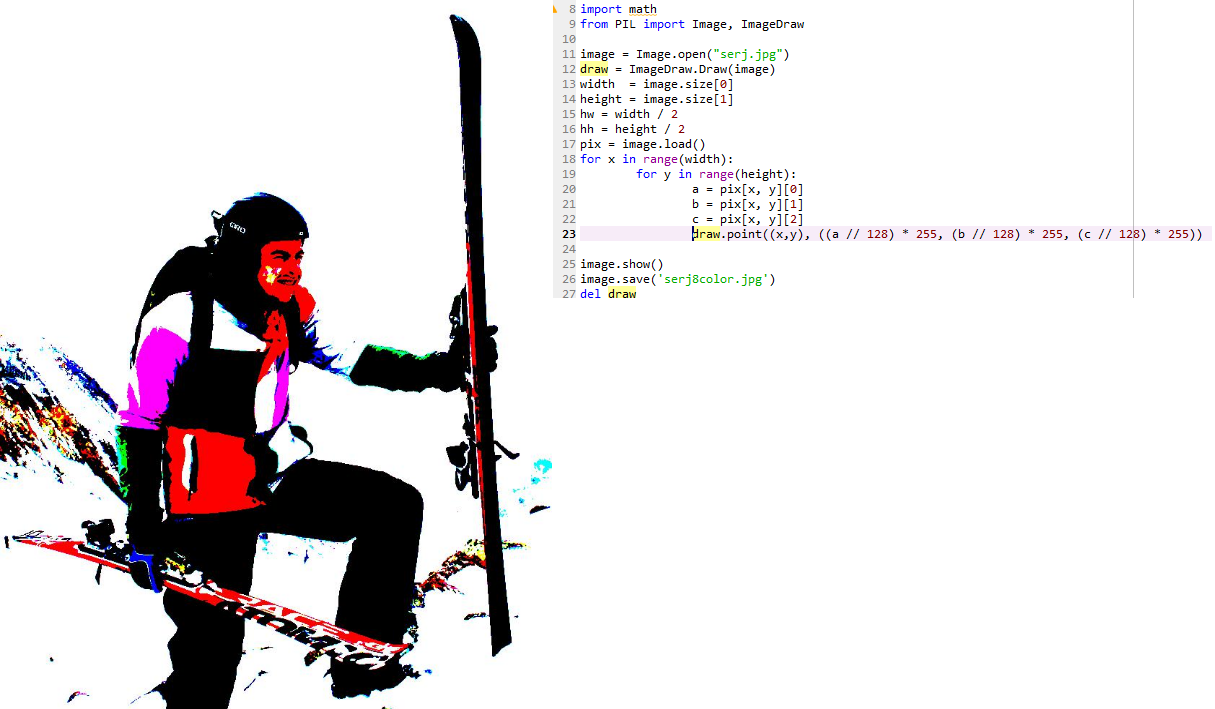 8 import math
9 from PIL import Image, ImageDraw
10
11 image = Image.open("serj.jpg")
12 draw = ImageDraw.Draw(image)
13 width  = image.size[0]
14 height = image.size[1]
15 hw = width / 2
16 hh = height / 2
17 pix = image.load()
18 for x in range(width):
19         for y in range(height):
20                 a = pix[x, y][0]
21                 b = pix[x, y][1]
22                 c = pix[x, y][2]
23                 draw.point((x,y), ((a // 128) * 255, (b // 128) * 255, (c // 128) * 255))
24
25 image.show()
26 image.save('serj8color.jpg')
27 del draw